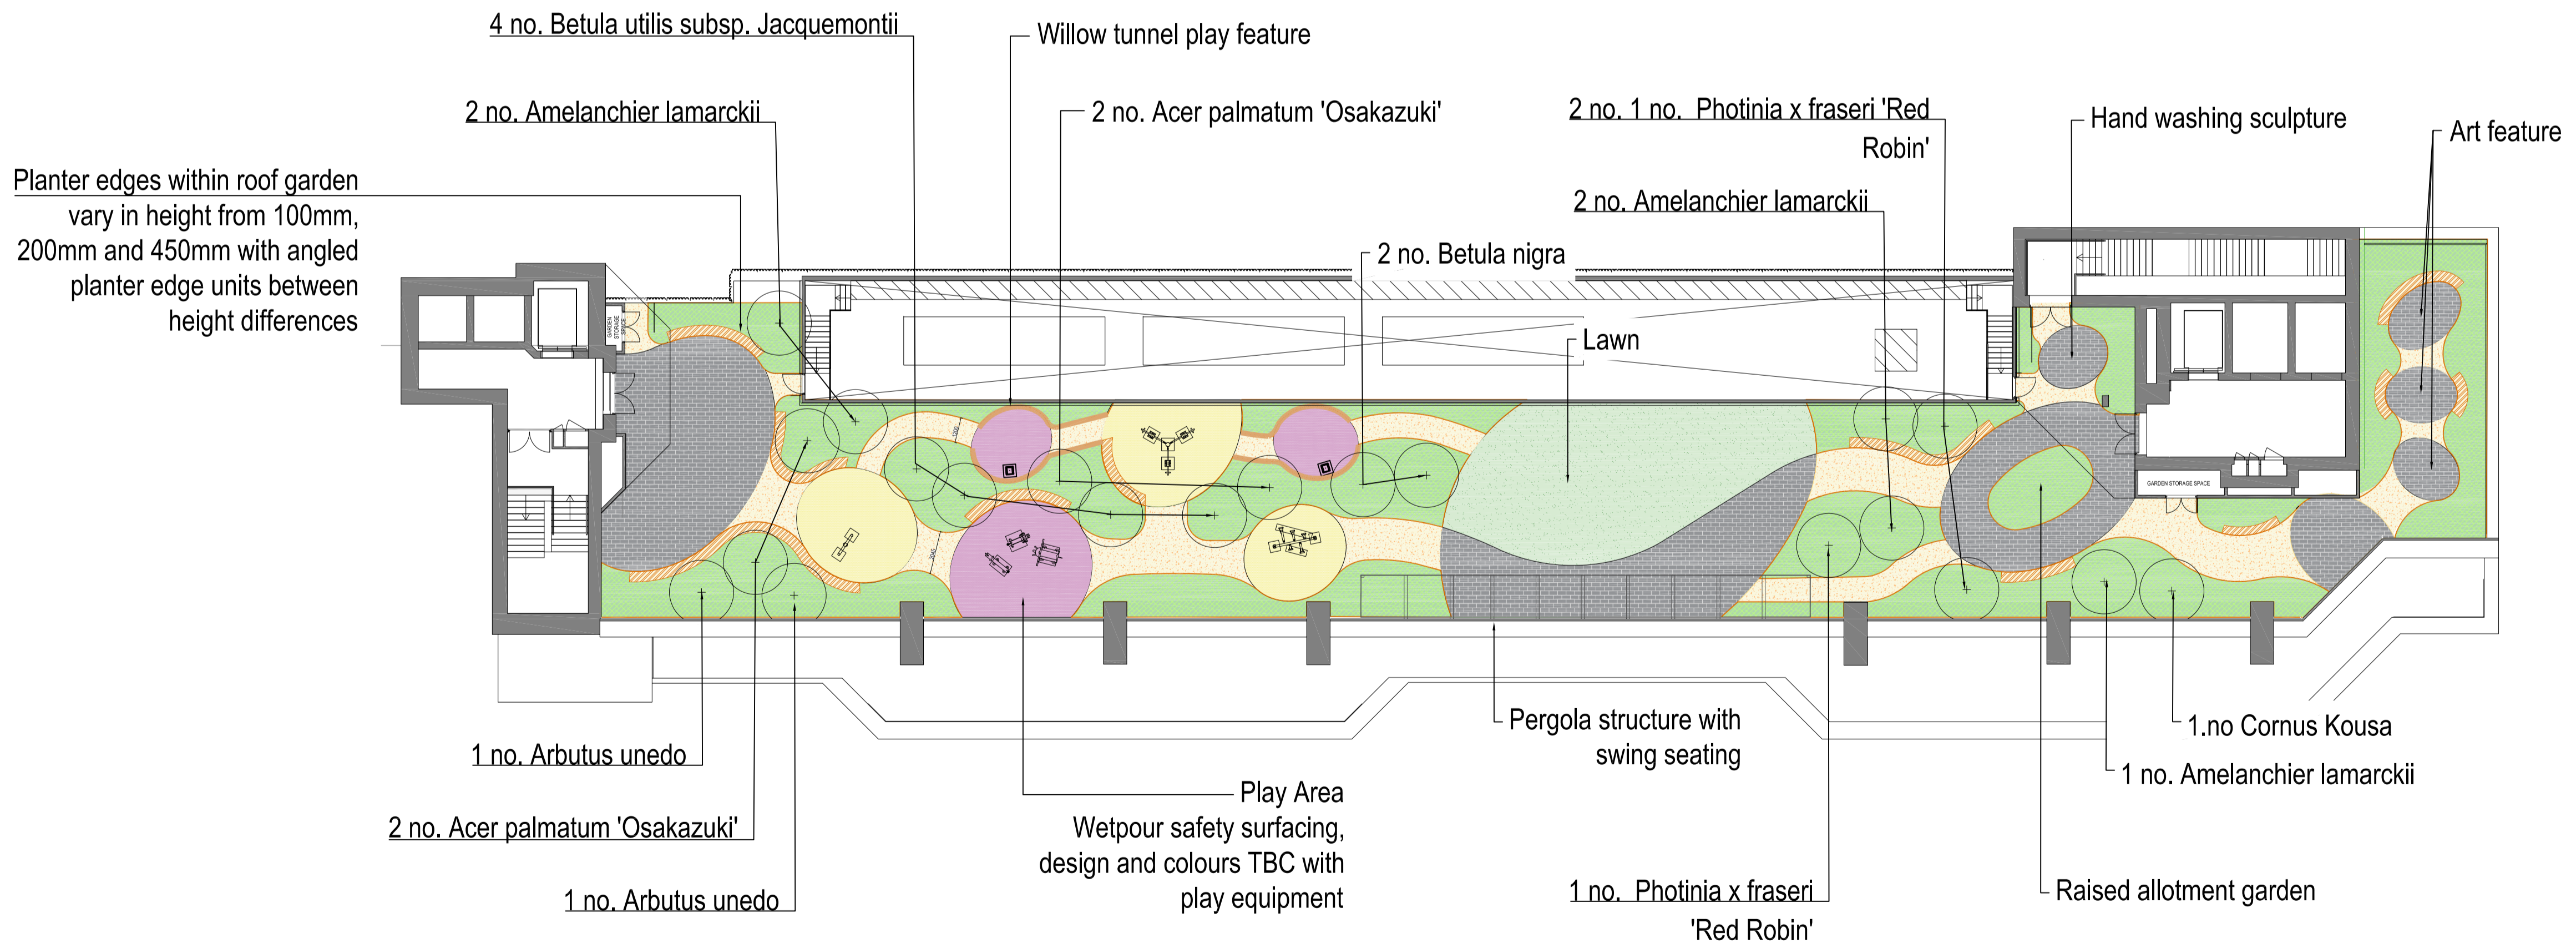 4 no. Betula utilis subsp. Jacquemontii
Willow tunnel play feature
2 no. Amelanchier lamarckii
2 no. Acer palmatum 'Osakazuki'
2 no. 1 no.  Photinia x fraseri 'Red
Robin'
Hand washing sculpture
Art feature
Planter edges within roof garden
vary in height from 100mm,
200mm and 450mm with angled
planter edge units between
height differences
2 no. Amelanchier lamarckii
2 no. Betula nigra
GARDEN
STORAGE
SPACE
Lawn
1200
GARDEN STORAGE SPACE
2045
Pergola structure with
swing seating
1.no Cornus Kousa
1 no. Arbutus unedo
1 no. Amelanchier lamarckii
Play Area
Wetpour safety surfacing,
design and colours TBC with
play equipment
2 no. Acer palmatum 'Osakazuki'
1 no. Arbutus unedo
1 no.  Photinia x fraseri
'Red Robin'
Raised allotment garden